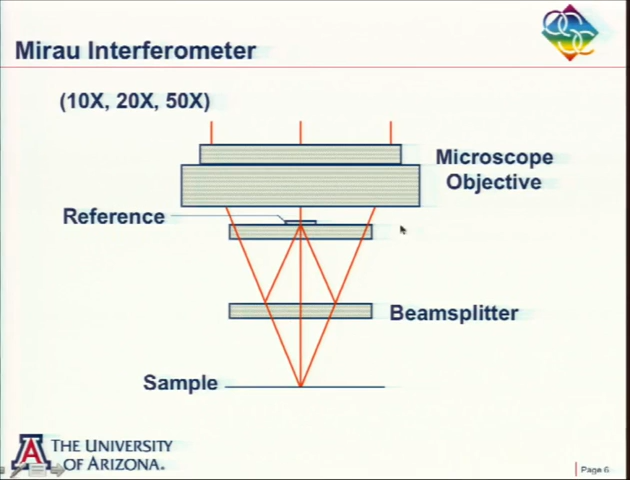 Mirau Interferometer
(10X, 20X, 50X)
Microscope
Objective
Reference
Beamsplitter
Sample
A
THE UNIVERSITY
OF ARIZONA.
Page 6